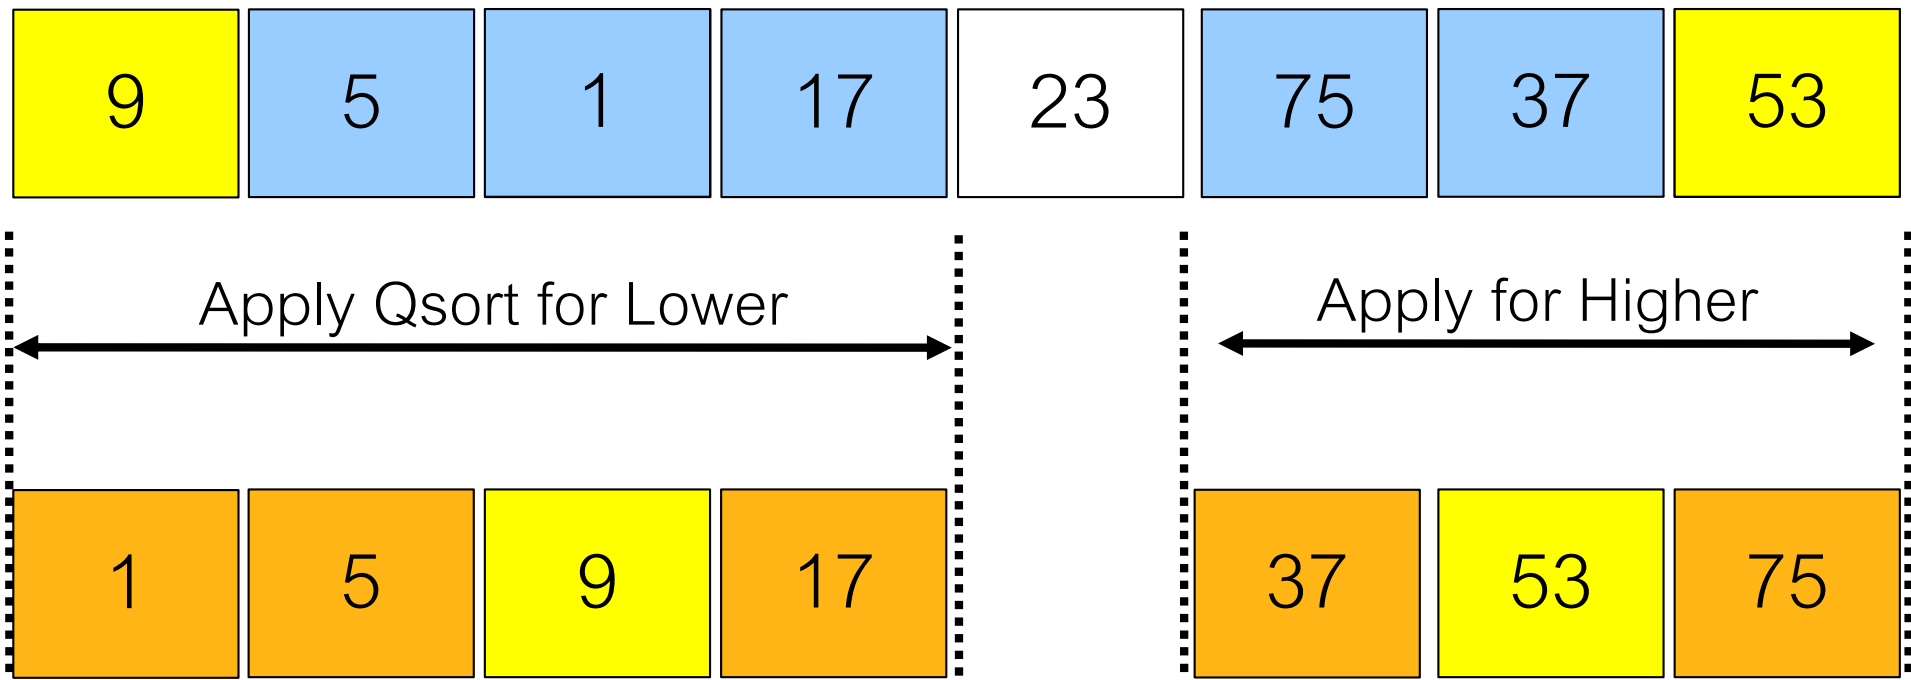 9 5 1 17 23 75 37 53
Apply Qsort for Lower
Apply for Higher
1 5 9 17 37 53 75